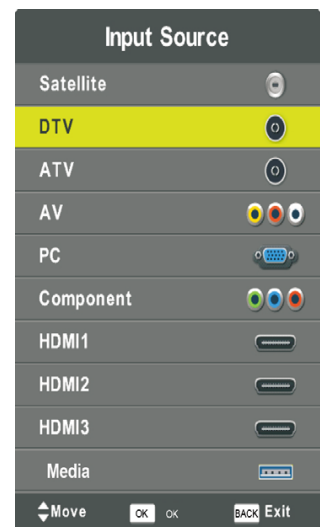 Input Source
Satellite
DTV
ATV
AV
PC
Component
HDMI1
HDMI2
HDMI3
Media
Move OK OK BACK Exit